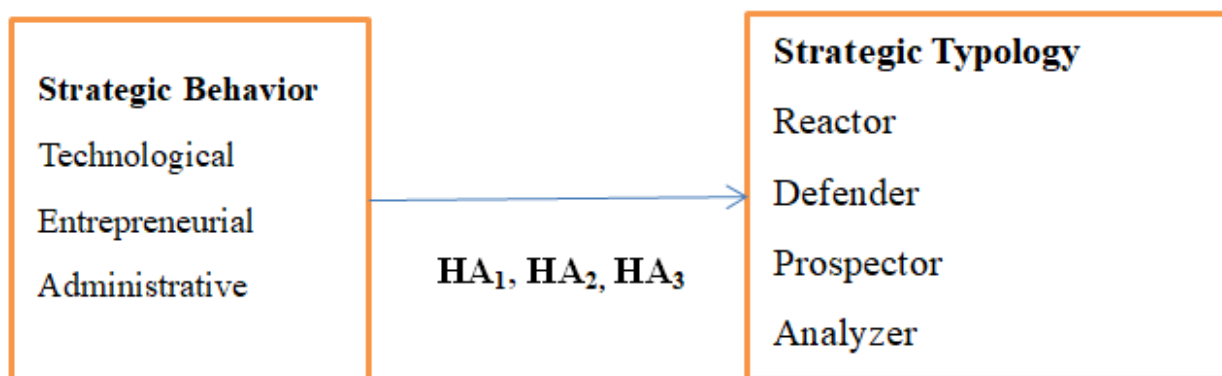 Strategic Behavior
Technological
Entrepreneurial
Administrative
HA₁, HA₂, HA₃
Strategic Typology
Reactor
Defender
Prospector
Analyzer